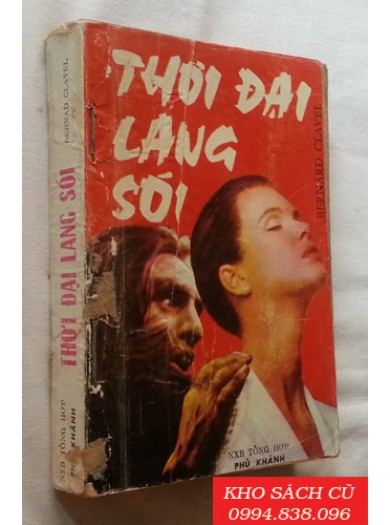 THỜI ĐẠI
LANG
SÓI
BERNARD CLAVEL
NXB TỔNG HỢP
PHÚ KHÁNH
BERNAD CLAVEL
THỜI ĐẠI LANG SÓI
NXB TỔNG HỢP
PHÚ KHÁNH
KHO SÁCH CŨ
0994.838.096